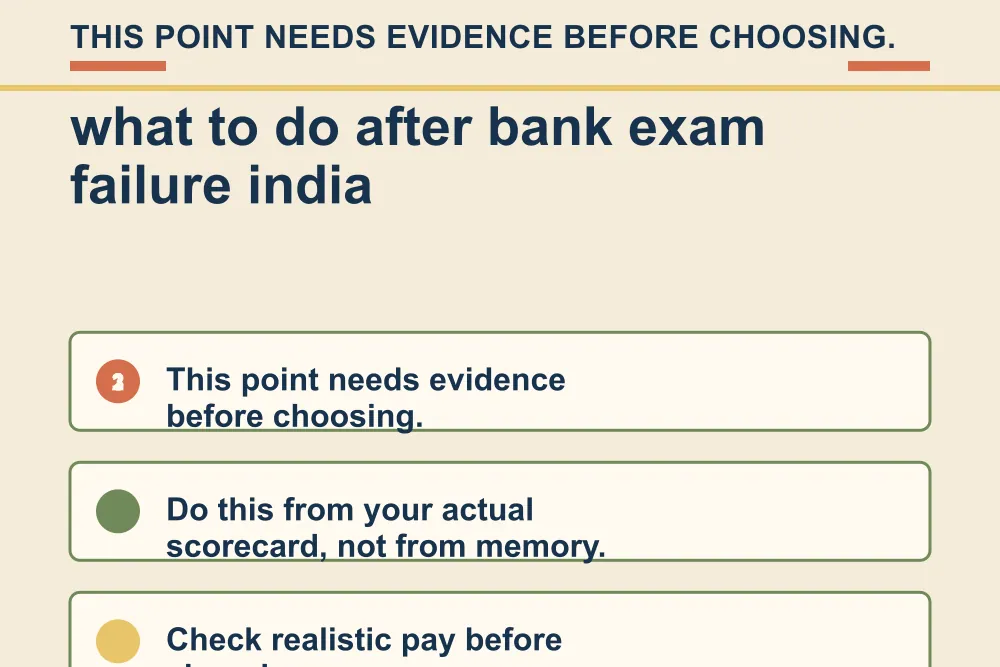 THIS POINT NEEDS EVIDENCE BEFORE CHOOSING.
what to do after bank exam
failure india
This point needs evidence
before choosing.
Do this from your actual
scorecard, not from memory.
Check realistic pay before